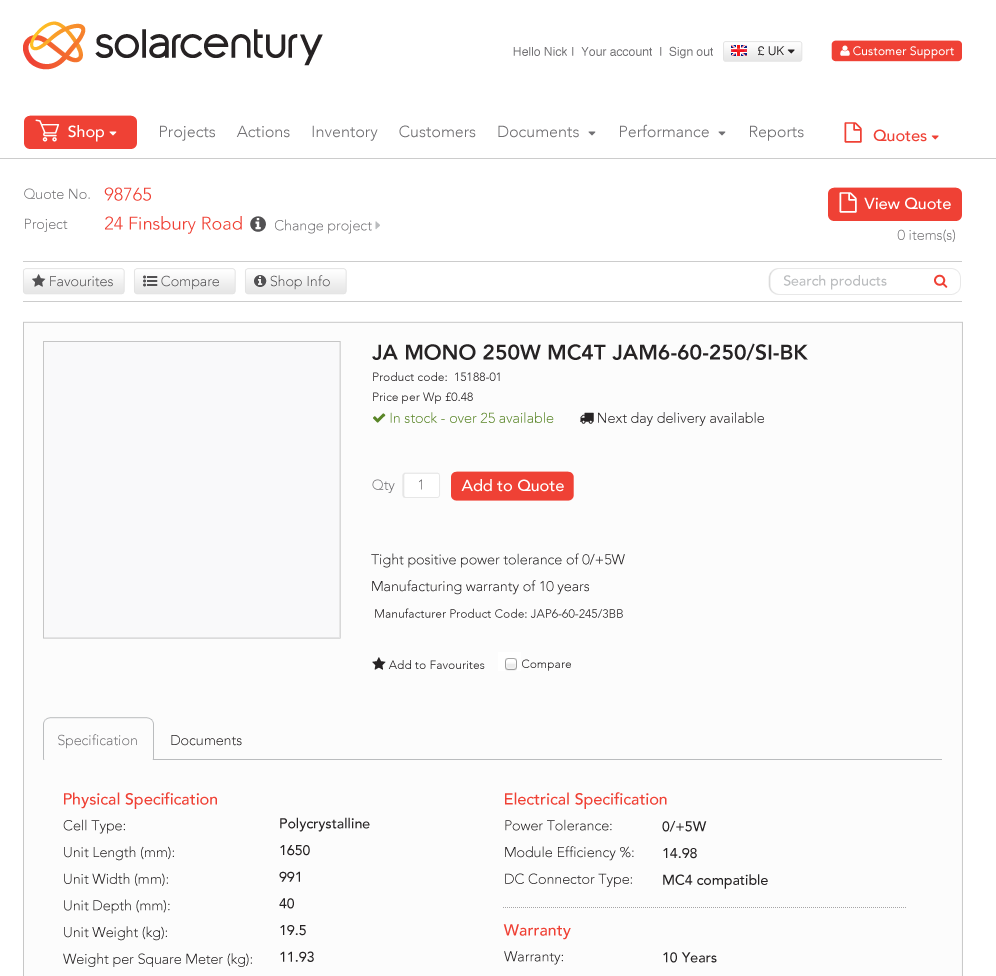 solarcentury
Hello Nick | Your account | Sign out £ UK Customer Support
Shop Projects Actions Inventory Customers Documents Performance Reports Quotes
Quote No. 98765
View Quote
Project 24 Finsbury Road Change project
0 items(s)
Favourites Compare Shop Info Search products
JA MONO 250W MC4T JAM6-60-250/SI-BK
Product code: 15188-01
Price per Wp £0.48
In stock - over 25 available Next day delivery available
Qty 1 Add to Quote
Tight positive power tolerance of 0/+5W
Manufacturing warranty of 10 years
Manufacturer Product Code: JAP6-60-245/3BB
Add to Favourites Compare
Specification Documents
Physical Specification
Cell Type: Polycrystalline
Unit Length (mm): 1650
Unit Width (mm): 991
Unit Depth (mm): 40
Unit Weight (kg): 19.5
Weight per Square Meter (kg): 11.93
Electrical Specification
Power Tolerance: 0/+5W
Module Efficiency %: 14.98
DC Connector Type: MC4 compatible
Warranty
Warranty: 10 Years